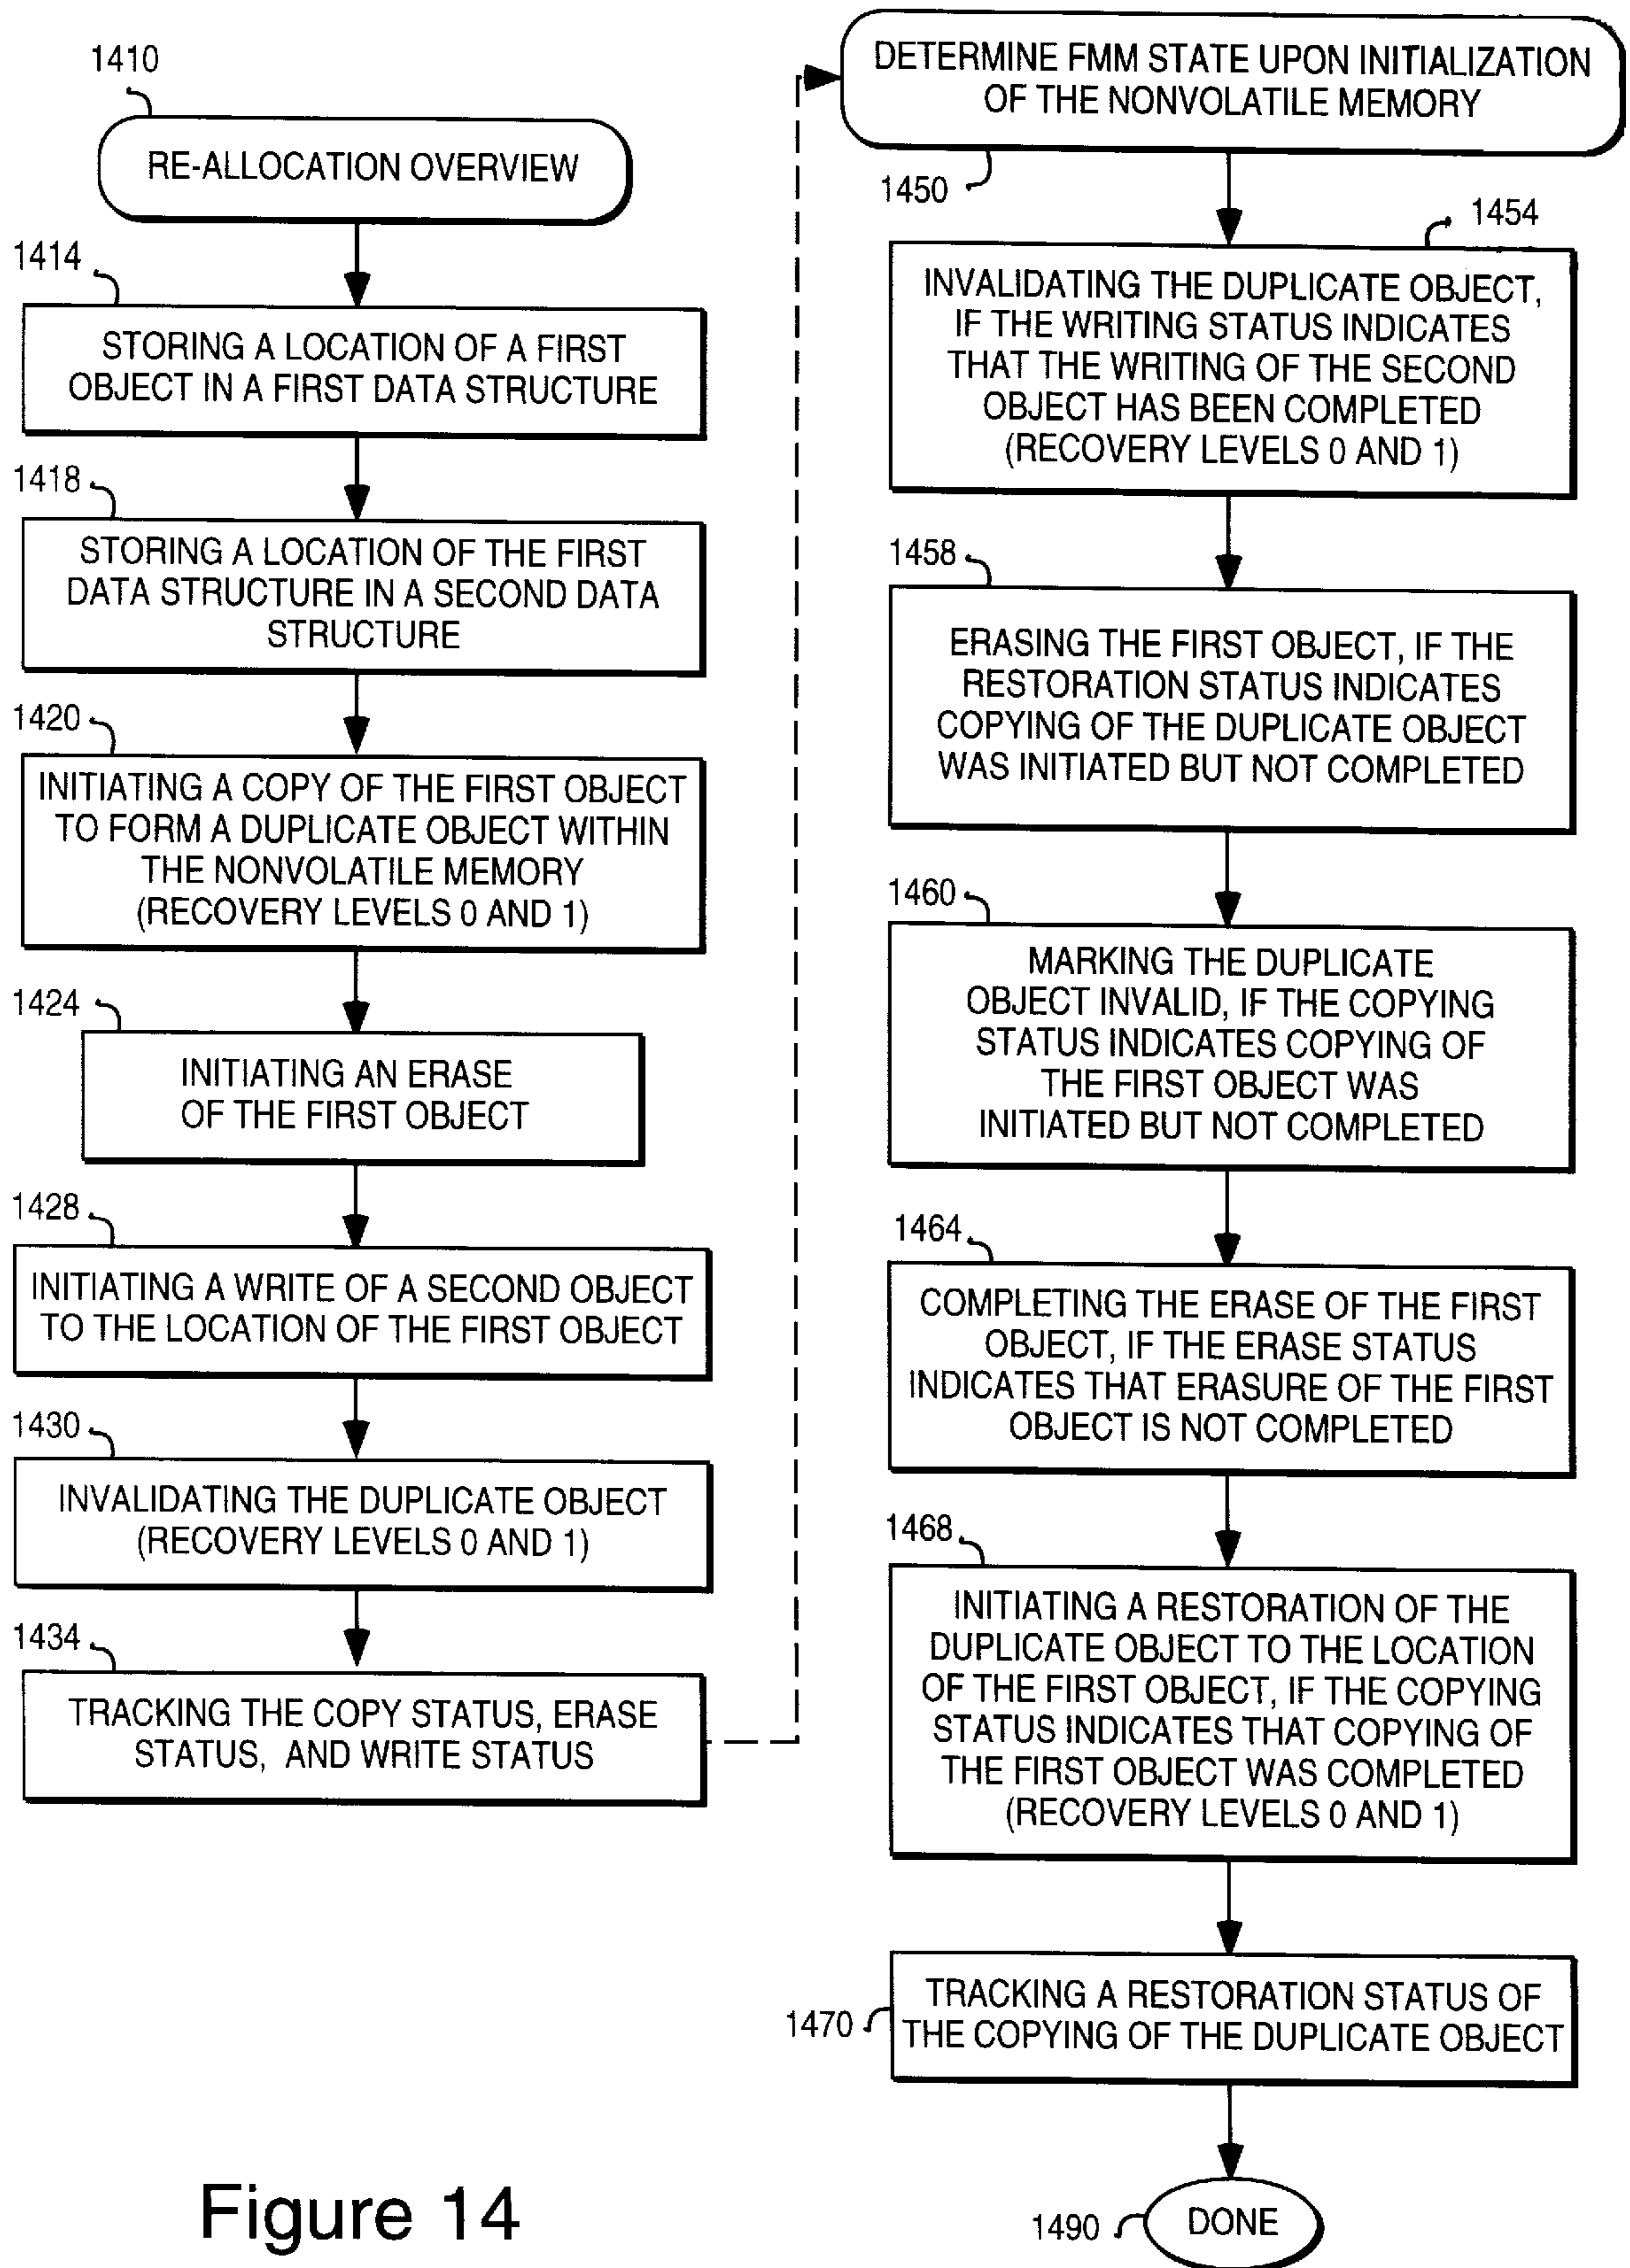 1410
RE-ALLOCATION OVERVIEW
1414
STORING A LOCATION OF A FIRST
OBJECT IN A FIRST DATA STRUCTURE
1418
STORING A LOCATION OF THE FIRST
DATA STRUCTURE IN A SECOND DATA
STRUCTURE
1420
INITIATING A COPY OF THE FIRST OBJECT
TO FORM A DUPLICATE OBJECT WITHIN
THE NONVOLATILE MEMORY
(RECOVERY LEVELS 0 AND 1)
1424
INITIATING AN ERASE
OF THE FIRST OBJECT
1428
INITIATING A WRITE OF A SECOND OBJECT
TO THE LOCATION OF THE FIRST OBJECT
1430
INVALIDATING THE DUPLICATE OBJECT
(RECOVERY LEVELS 0 AND 1)
1434
TRACKING THE COPY STATUS, ERASE
STATUS, AND WRITE STATUS
DETERMINE FMM STATE UPON INITIALIZATION
OF THE NONVOLATILE MEMORY
1450
1454
INVALIDATING THE DUPLICATE OBJECT,
IF THE WRITING STATUS INDICATES
THAT THE WRITING OF THE SECOND
OBJECT HAS BEEN COMPLETED
(RECOVERY LEVELS 0 AND 1)
1458
ERASING THE FIRST OBJECT, IF THE
RESTORATION STATUS INDICATES
COPYING OF THE DUPLICATE OBJECT
WAS INITIATED BUT NOT COMPLETED
1460
MARKING THE DUPLICATE
OBJECT INVALID, IF THE COPYING
STATUS INDICATES COPYING OF
THE FIRST OBJECT WAS
INITIATED BUT NOT COMPLETED
1464
COMPLETING THE ERASE OF THE FIRST
OBJECT, IF THE ERASE STATUS
INDICATES THAT ERASURE OF THE FIRST
OBJECT IS NOT COMPLETED
1468
INITIATING A RESTORATION OF THE
DUPLICATE OBJECT TO THE LOCATION
OF THE FIRST OBJECT, IF THE COPYING
STATUS INDICATES THAT COPYING OF
THE FIRST OBJECT WAS COMPLETED
(RECOVERY LEVELS 0 AND 1)
1470
TRACKING A RESTORATION STATUS OF
THE COPYING OF THE DUPLICATE OBJECT
1490
DONE
Figure 14